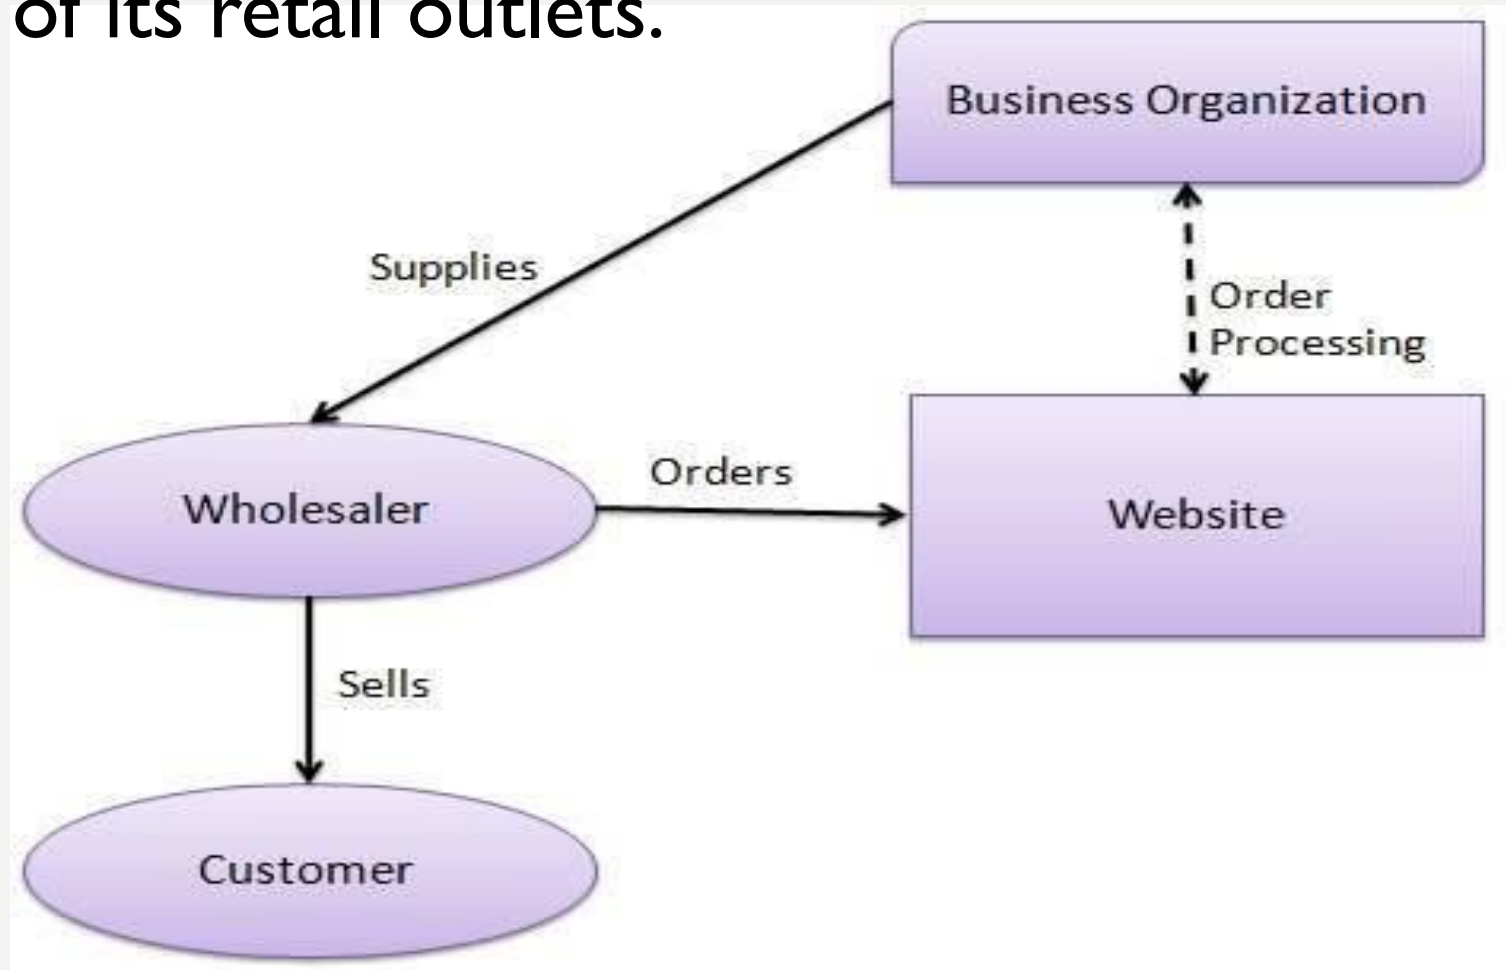 of its retail outlets.
Business Organization
Supplies
Order
Processing
Orders
Wholesaler
Website
Sells
Customer